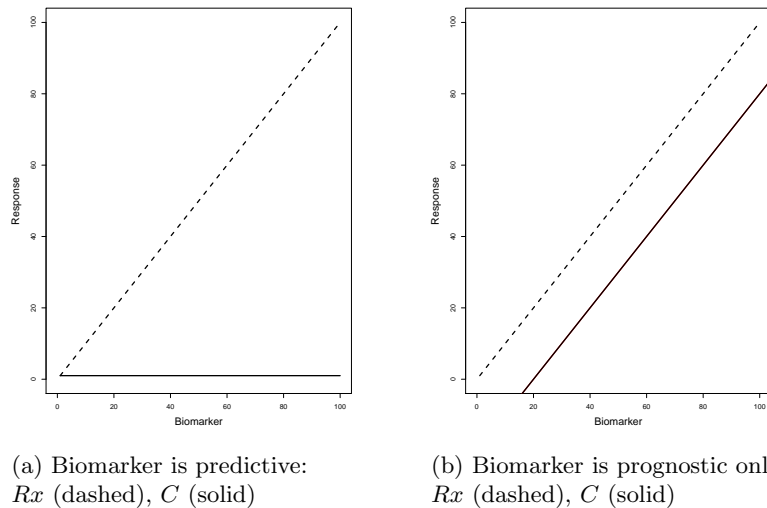 100
80
60
40
20
0
Response
0 20 40 60 80 100
Biomarker
(a) Biomarker is predictive:
Rx (dashed), C (solid)
100
80
60
40
20
0
Response
0 20 40 60 80 100
Biomarker
(b) Biomarker is prognostic onl
Rx (dashed), C (solid)